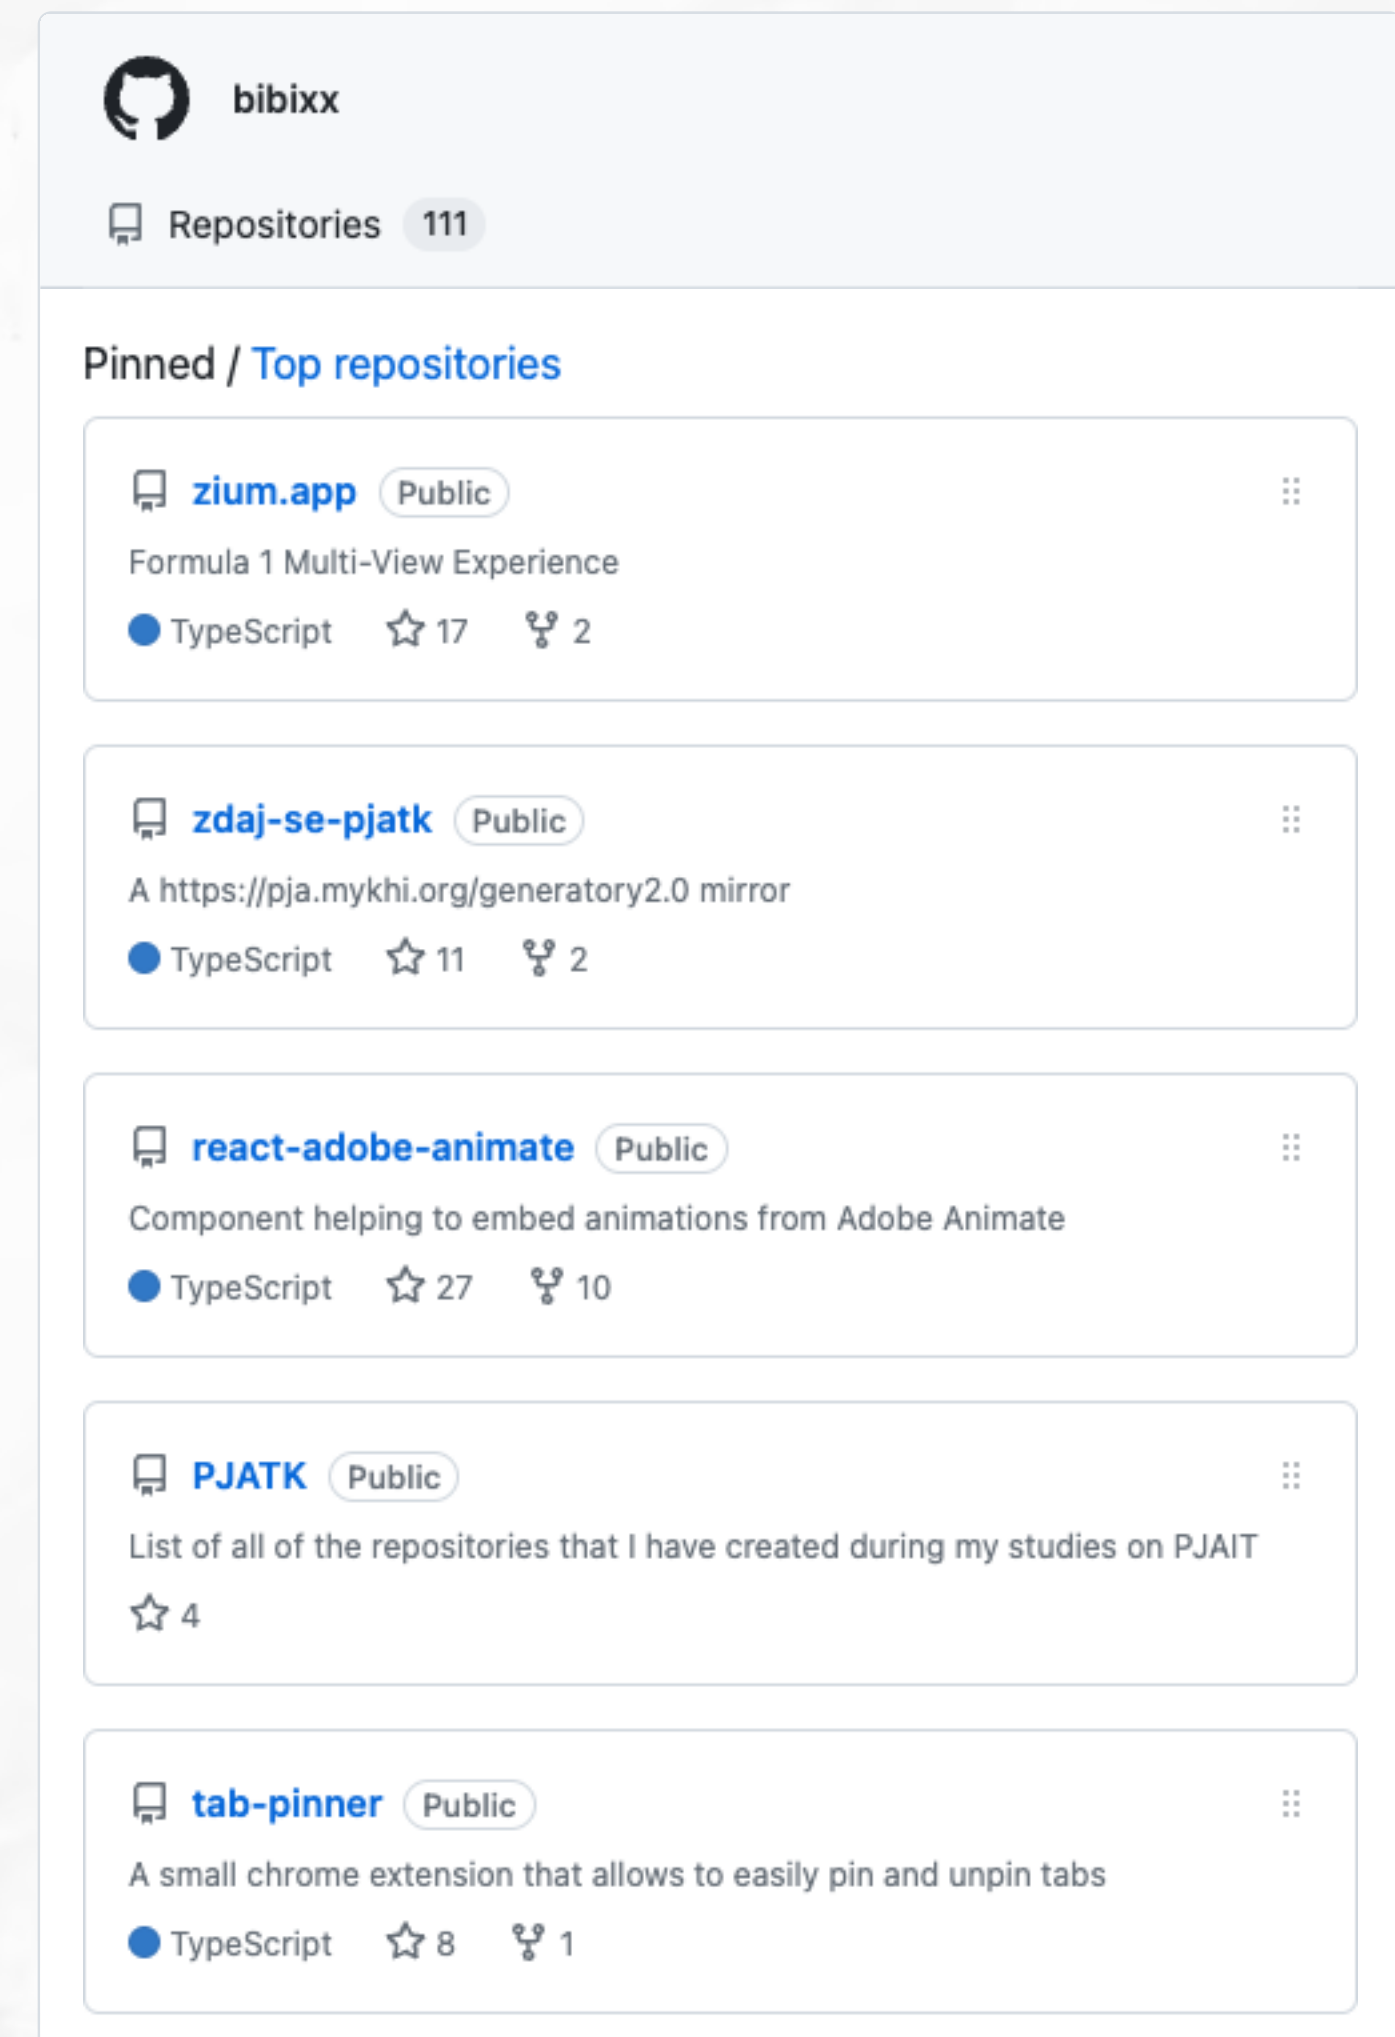 bibixx
Repositories 111
Pinned / Top repositories
zium.app Public
Formula 1 Multi-View Experience
TypeScript 17 2
zdaj-se-pjatk Public
A https://pja.mykhi.org/generatory2.0 mirror
TypeScript 11 2
react-adobe-animate Public
Component helping to embed animations from Adobe Animate
TypeScript 27 10
PJATK Public
List of all of the repositories that I have created during my studies on PJAIT
4
tab-pinner Public
A small chrome extension that allows to easily pin and unpin tabs
TypeScript 8 1